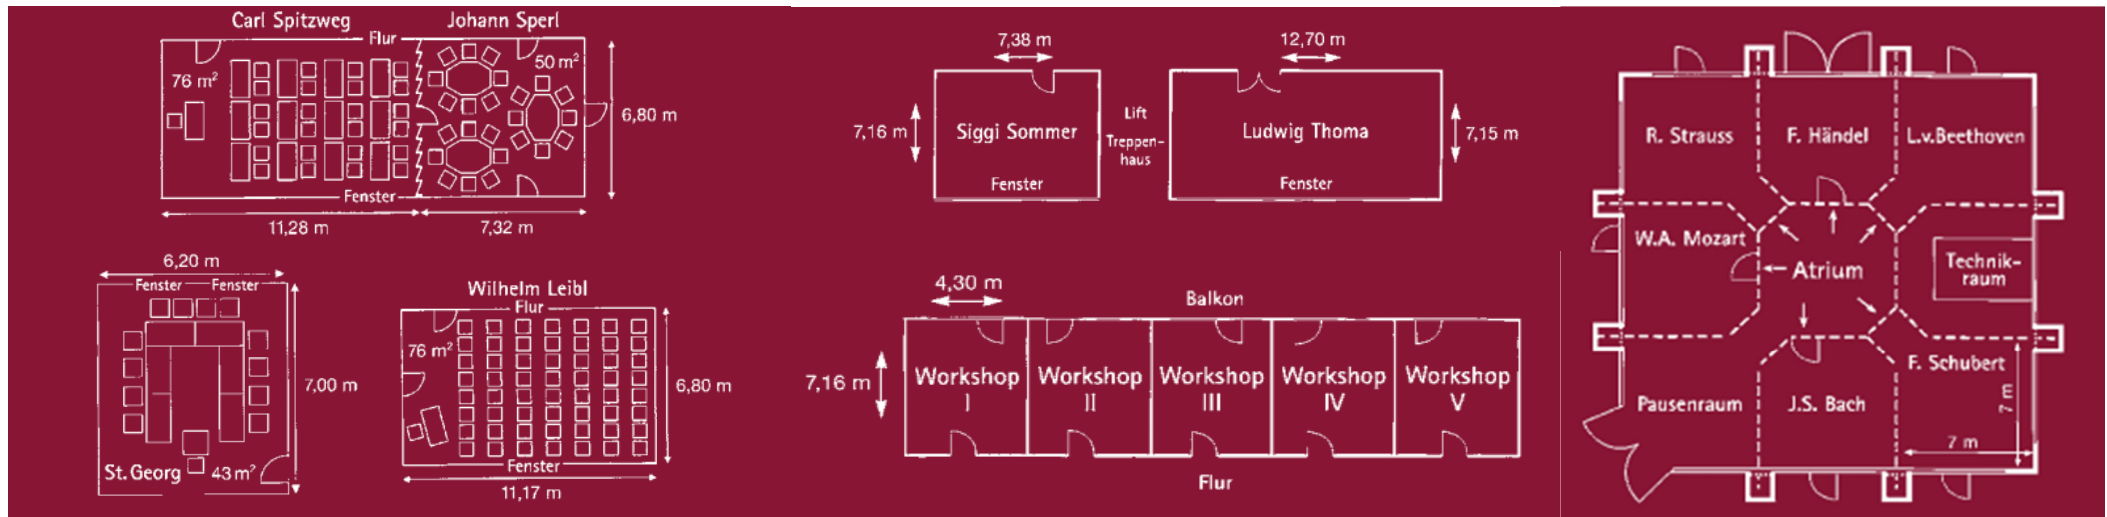 Carl Spitzweg
Johann Sperl
Flur
76 m²
50 m²
6,80 m
Fenster
11,28 m
7,32 m
6,20 m
Fenster
Fenster
7,00 m
St. Georg
43 m²
Wilhelm Leibl
Flur
76 m²
6,80 m
Fenster
11,17 m
7,38 m
12,70 m
7,16 m
Siggi Sommer
Lift
Treppen-
haus
Ludwig Thoma
7,15 m
Fenster
Fenster
4,30 m
Balkon
7,16 m
Workshop
I
Workshop
II
Workshop
III
Workshop
IV
Workshop
V
Flur
R. Strauss
F. Händel
L.v.Beethoven
W.A. Mozart
Atrium
Technik-
raum
F. Schubert
Pausenraum
J.S. Bach
7 m
7 m